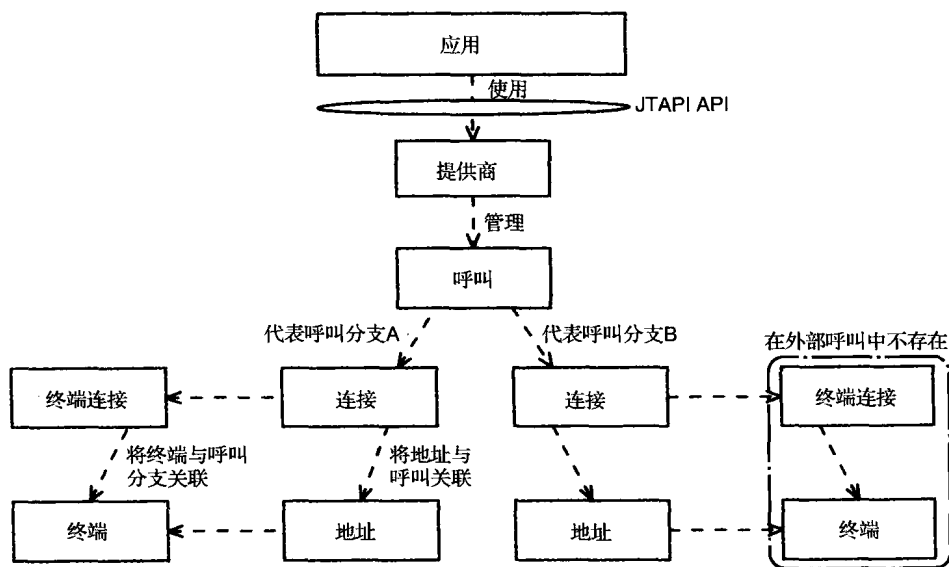 应用
使用
JTAPI API
提供商
管理
呼叫
代表呼叫分支A
代表呼叫分支B
在外部呼叫中不存在
终端连接
连接
连接
终端连接
将终端与呼叫
分支关联
将地址与
呼叫关联
终端
地址
地址
终端